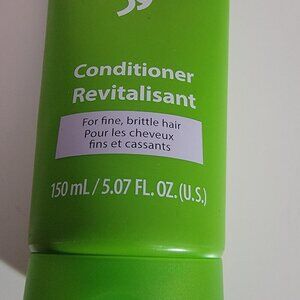 Conditioner
Revitalisant
For fine, brittle hair
Pour les cheveux
fins et cassants
150 mL / 5.07 FL. OZ. (U.S.)